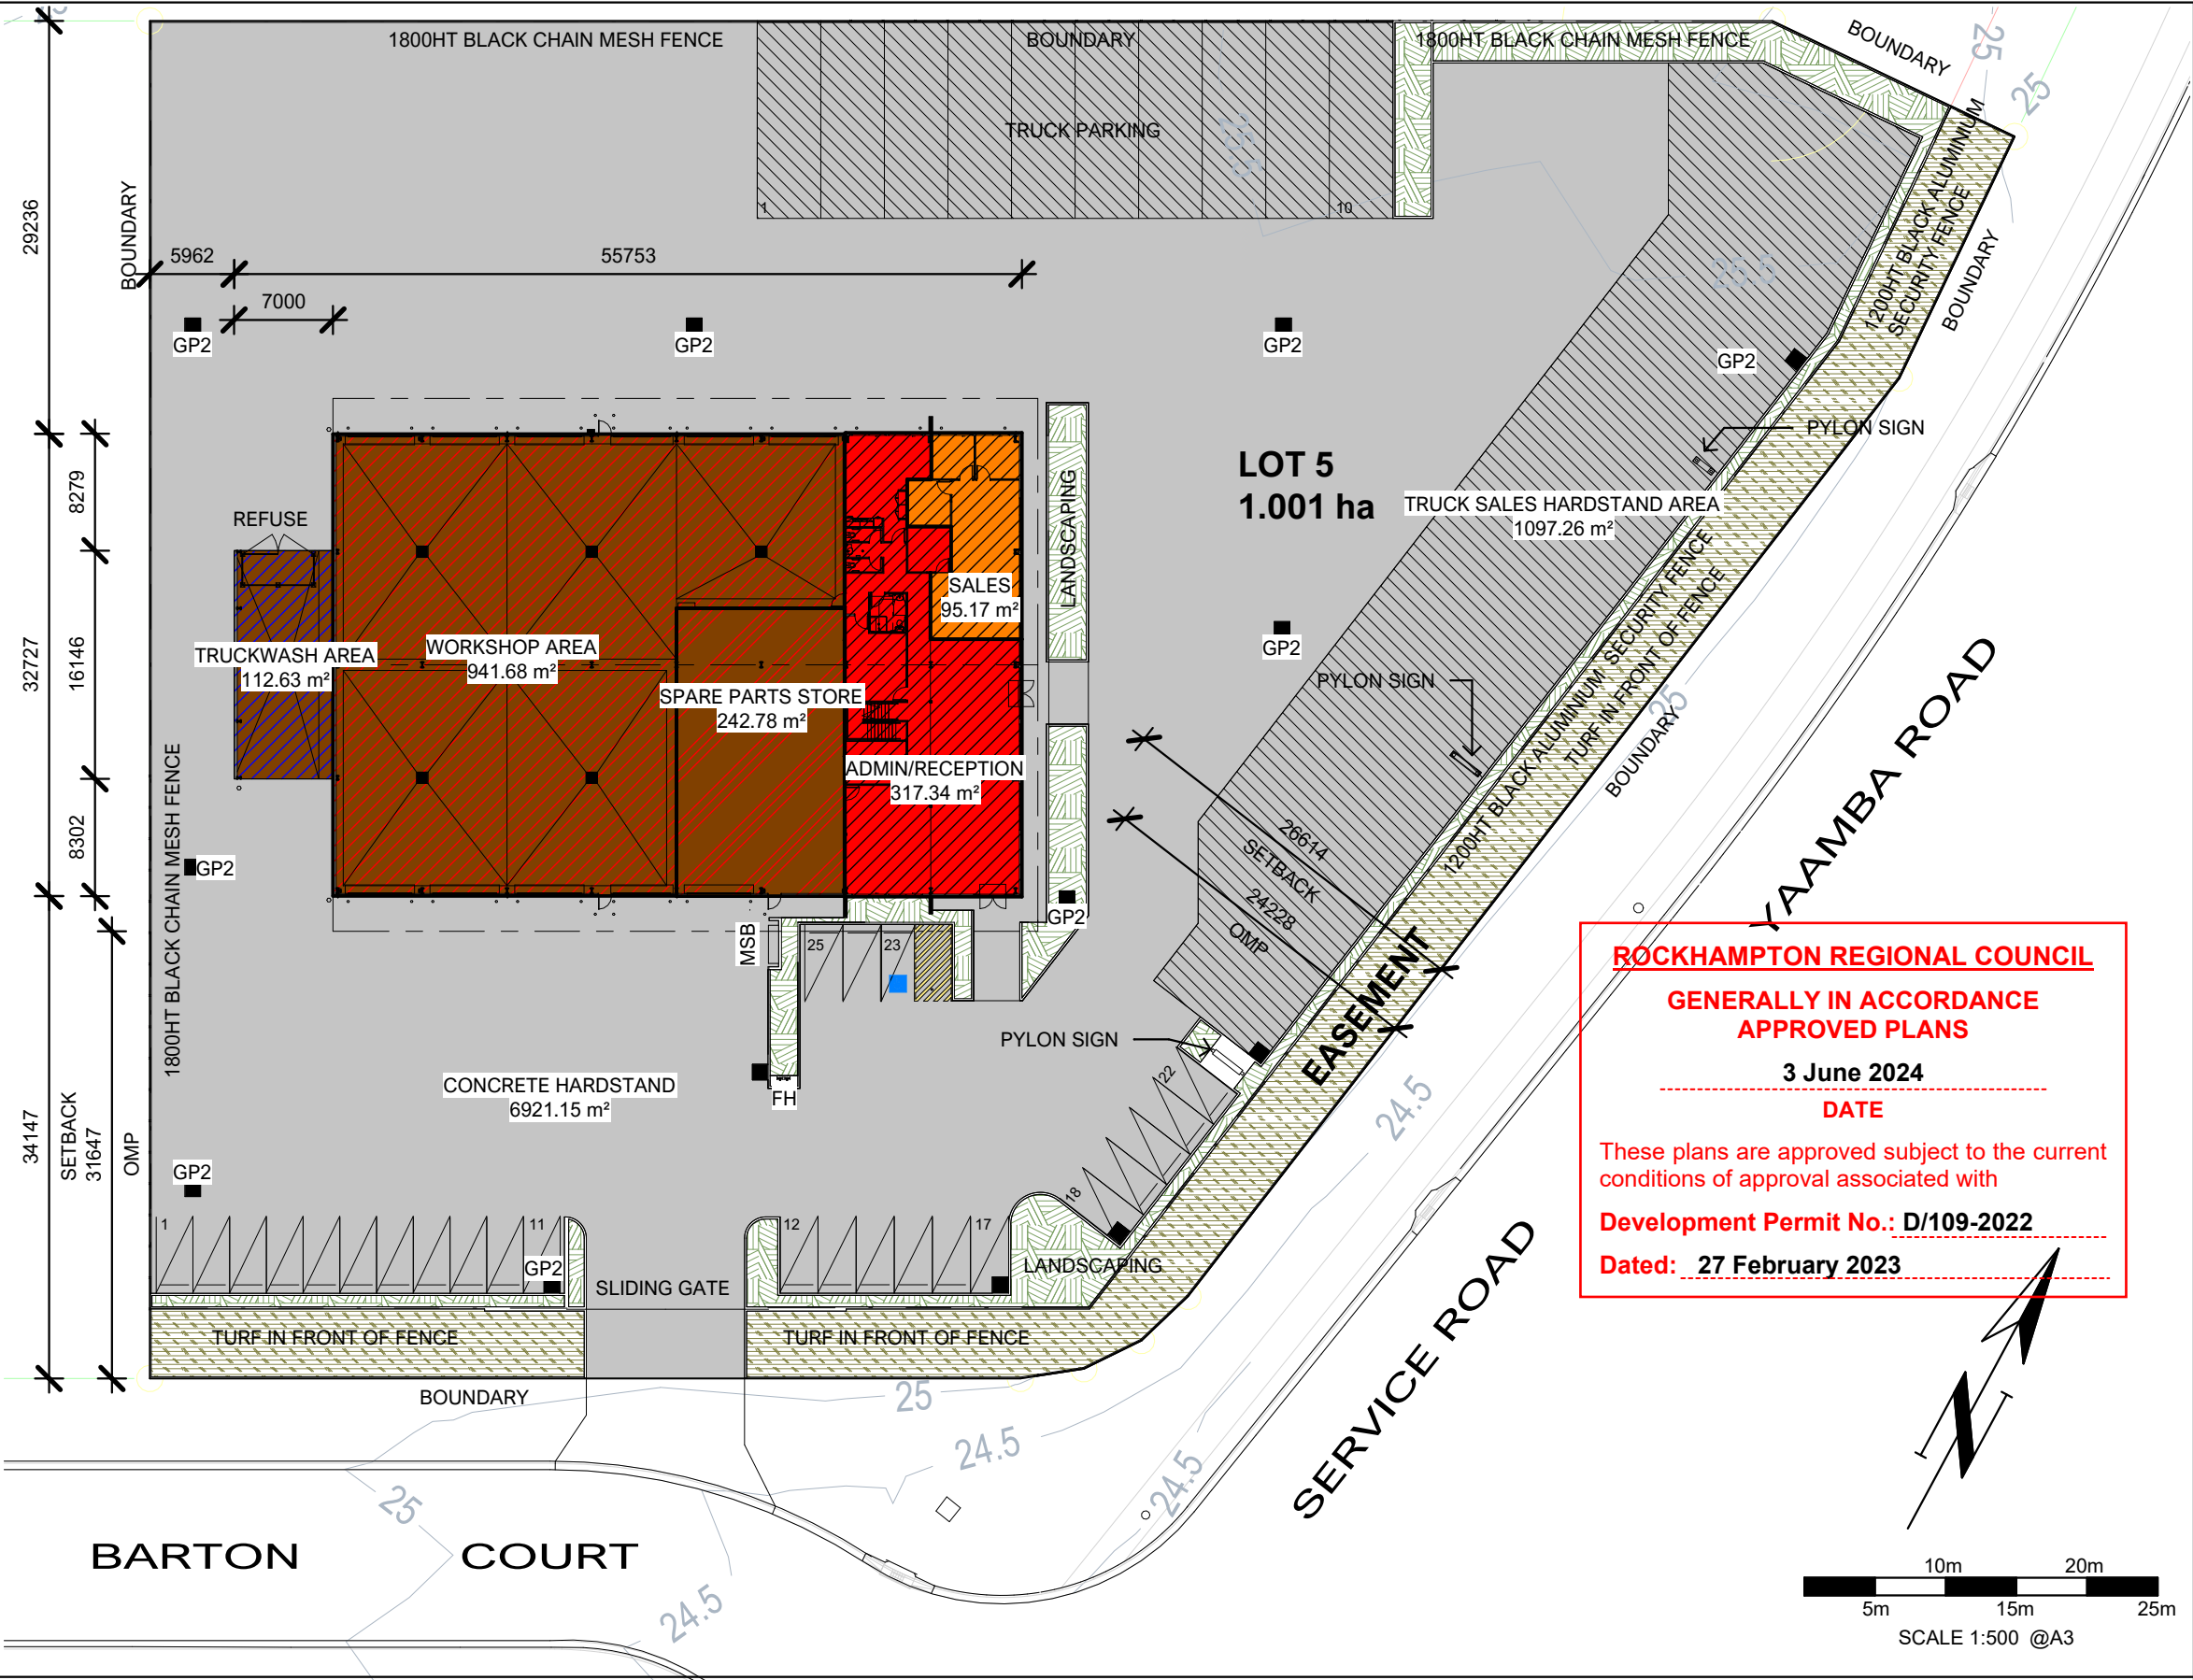 1800HT BLACK CHAIN MESH FENCE
BOUNDARY
1800HT BLACK CHAIN MESH FENCE
BOUNDARY
25
25
TRUCK PARKING
25.5
1
10
29236
BOUNDARY
5962
55753
7000
GP2
GP2
GP2
GP2
25.5
1200HT BLACK ALUMINIUM
SECURITY FENCE
BOUNDARY
PYLON SIGN
LOT 5
1.001 ha
TRUCK SALES HARDSTAND AREA
1097.26 m²
8279
REFUSE
LANDSCAPING
SALES
95.17 m²
32727
16146
TRUCKWASH AREA
112.63 m²
WORKSHOP AREA
941.68 m²
SPARE PARTS STORE
242.78 m²
GP2
PYLON SIGN
ADMIN/RECEPTION
317.34 m²
1200HT BLACK ALUMINIUM SECURITY FENCE
TURF IN FRONT OF FENCE
25
BOUNDARY
8302
1800HT BLACK CHAIN MESH FENCE
GP2
GP2
26614
SETBACK
24228
OMP
YAAMBA ROAD
MSB
25
23
EASEMENT
PYLON SIGN
FH
CONCRETE HARDSTAND
6921.15 m²
34147
SETBACK
31647
OMP
GP2
22
18
24.5
1
11
GP2
SLIDING GATE
12
17
LANDSCAPING
TURF IN FRONT OF FENCE
TURF IN FRONT OF FENCE
BOUNDARY
25
24.5
24.5
25
24.5
SERVICE ROAD
BARTON COURT
ROCKHAMPTON REGIONAL COUNCIL
GENERALLY IN ACCORDANCE
APPROVED PLANS
3 June 2024
DATE
These plans are approved subject to the current
conditions of approval associated with
Development Permit No.: D/109-2022
Dated: 27 February 2023
N
10m 20m
5m 15m 25m
SCALE 1:500 @A3